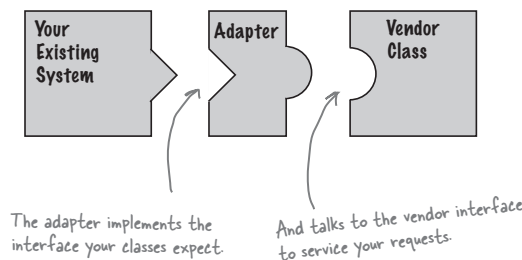 Your
Existing
System
Adapter
Vendor
Class
The adapter implements the
interface your classes expect.
And talks to the vendor interface
to service your requests.